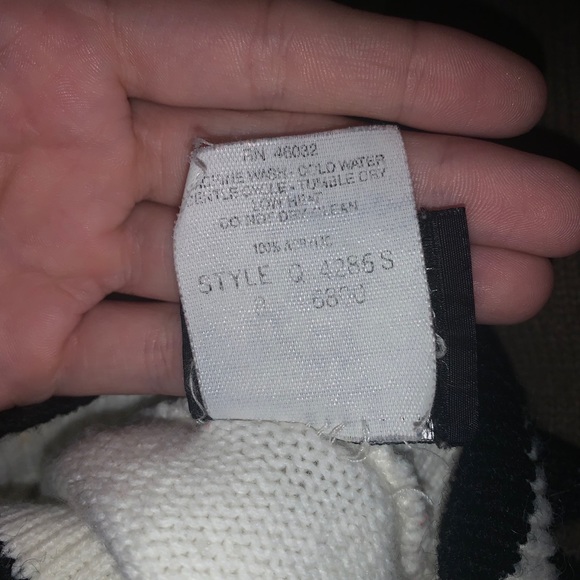 RN 46032
MACHINE WASH - COLD WATER
GENTLE CYCLE - TUMBLE DRY
LOW HEAT
DO NOT DRY CLEAN
100% ACRYLIC
STYLE Q 4286 S